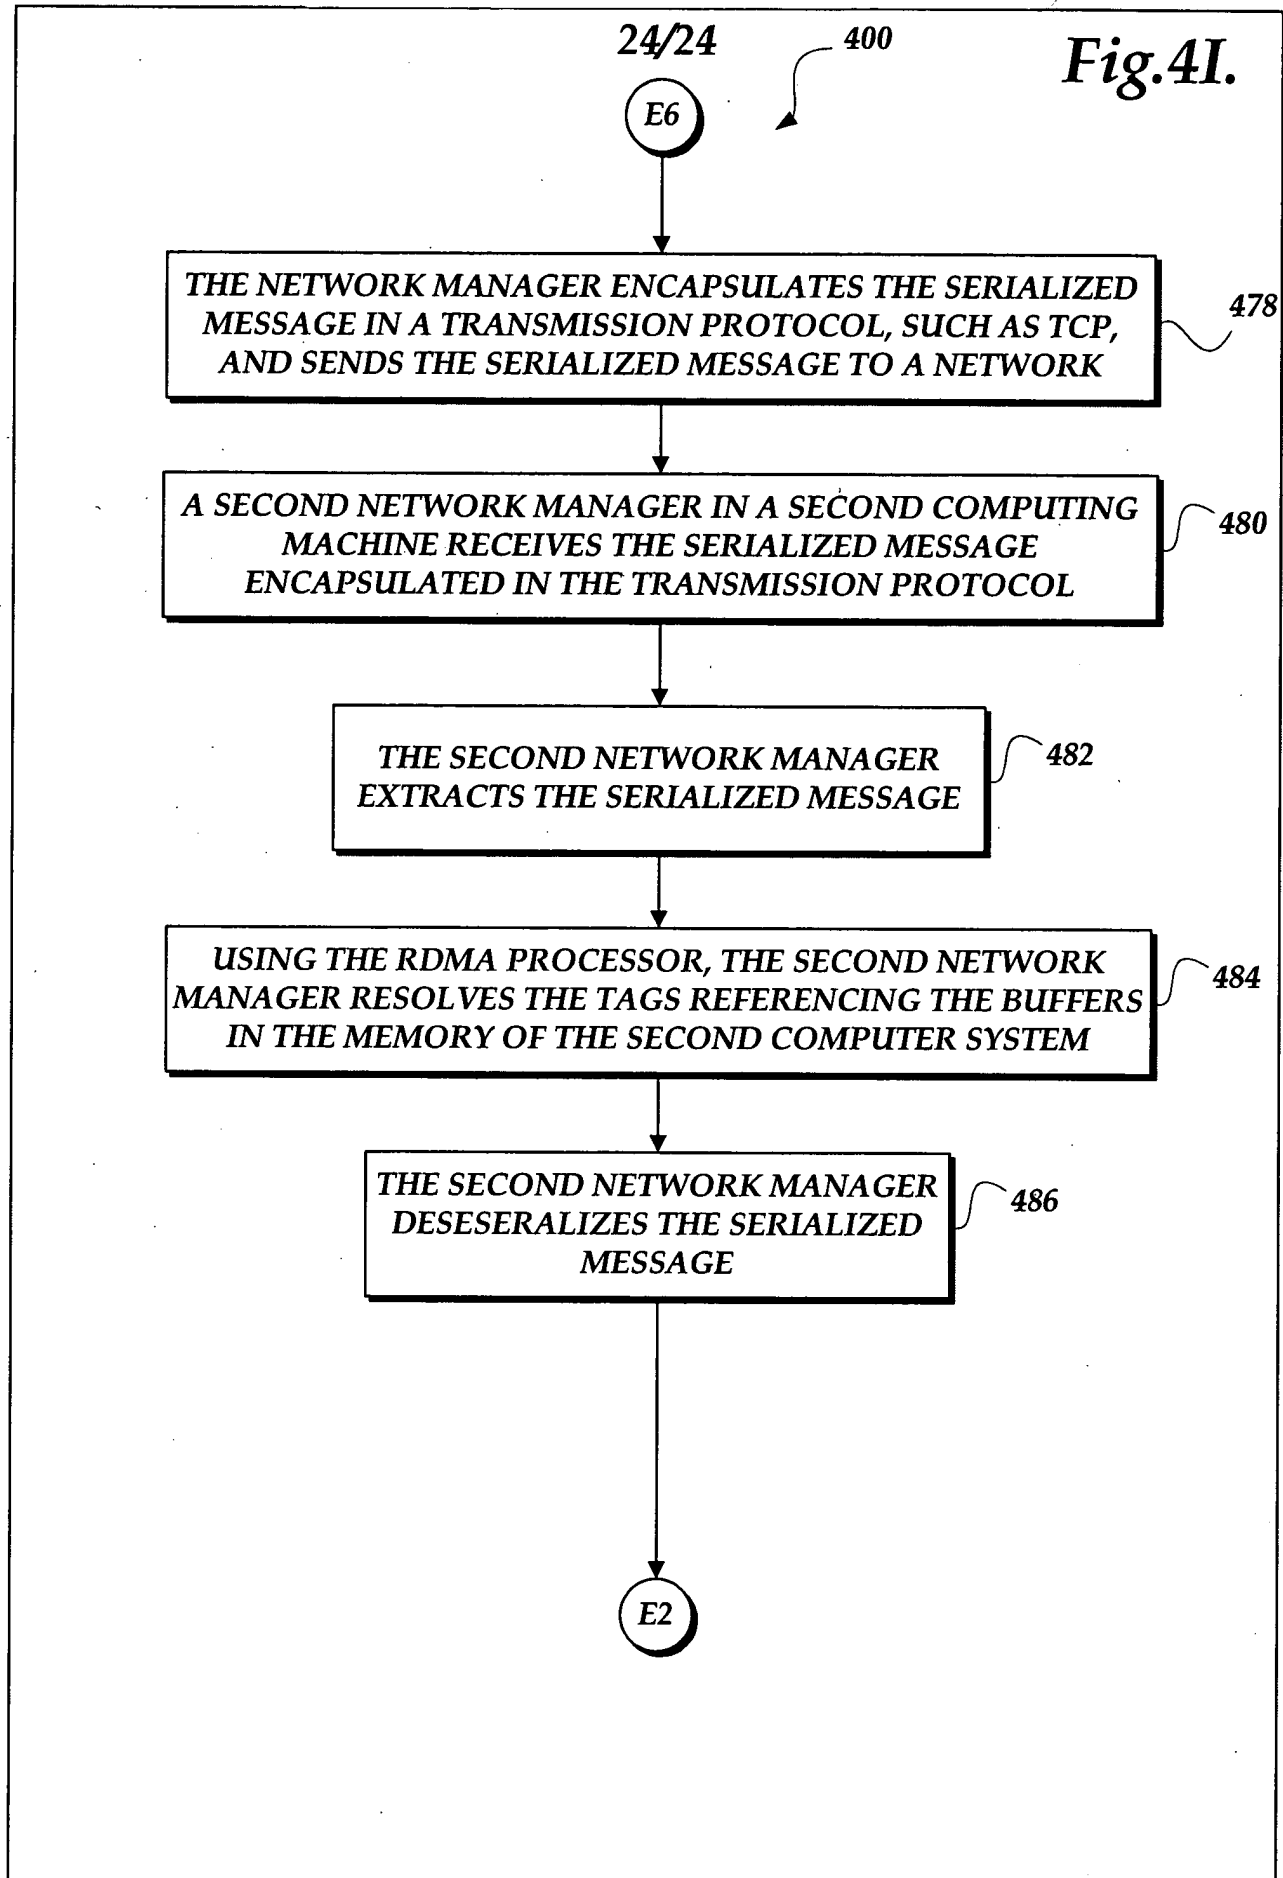 24/24
400
Fig.4I.
E6
THE NETWORK MANAGER ENCAPSULATES THE SERIALIZED
MESSAGE IN A TRANSMISSION PROTOCOL, SUCH AS TCP,
AND SENDS THE SERIALIZED MESSAGE TO A NETWORK
478
A SECOND NETWORK MANAGER IN A SECOND COMPUTING
MACHINE RECEIVES THE SERIALIZED MESSAGE
ENCAPSULATED IN THE TRANSMISSION PROTOCOL
480
THE SECOND NETWORK MANAGER
EXTRACTS THE SERIALIZED MESSAGE
482
USING THE RDMA PROCESSOR, THE SECOND NETWORK
MANAGER RESOLVES THE TAGS REFERENCING THE BUFFERS
IN THE MEMORY OF THE SECOND COMPUTER SYSTEM
484
THE SECOND NETWORK MANAGER
DESESERALIZES THE SERIALIZED
MESSAGE
486
E2